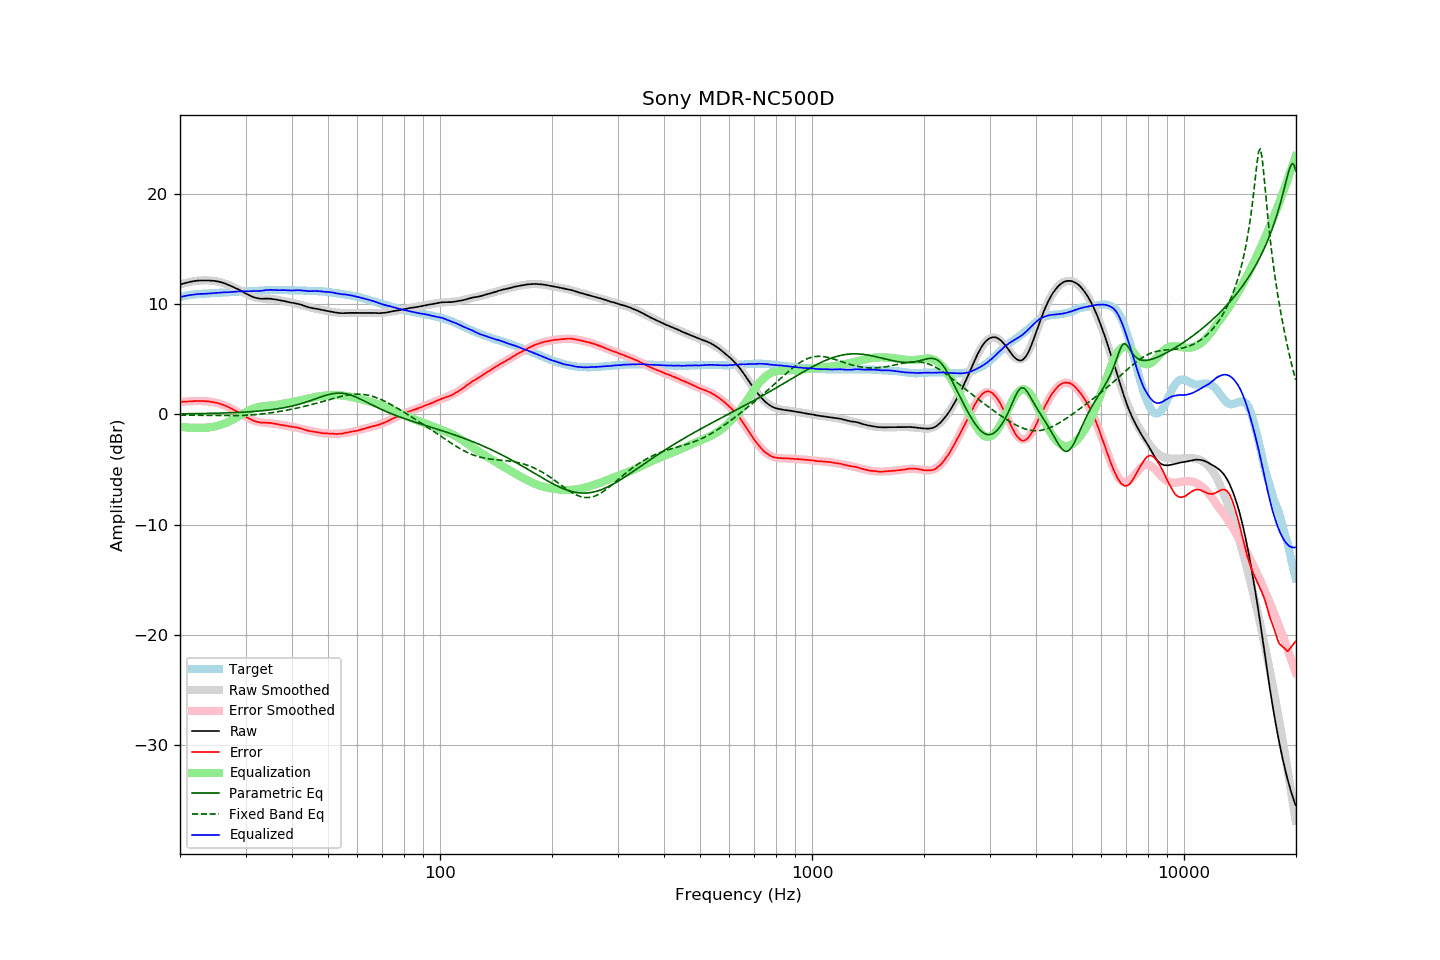 Sony MDR-NC500D
Amplitude (dBr)
20
10
0
−10
−20
−30
Target
Raw Smoothed
Error Smoothed
Raw
Error
Equalization
Parametric Eq
Fixed Band Eq
Equalized
100
1000
10000
Frequency (Hz)